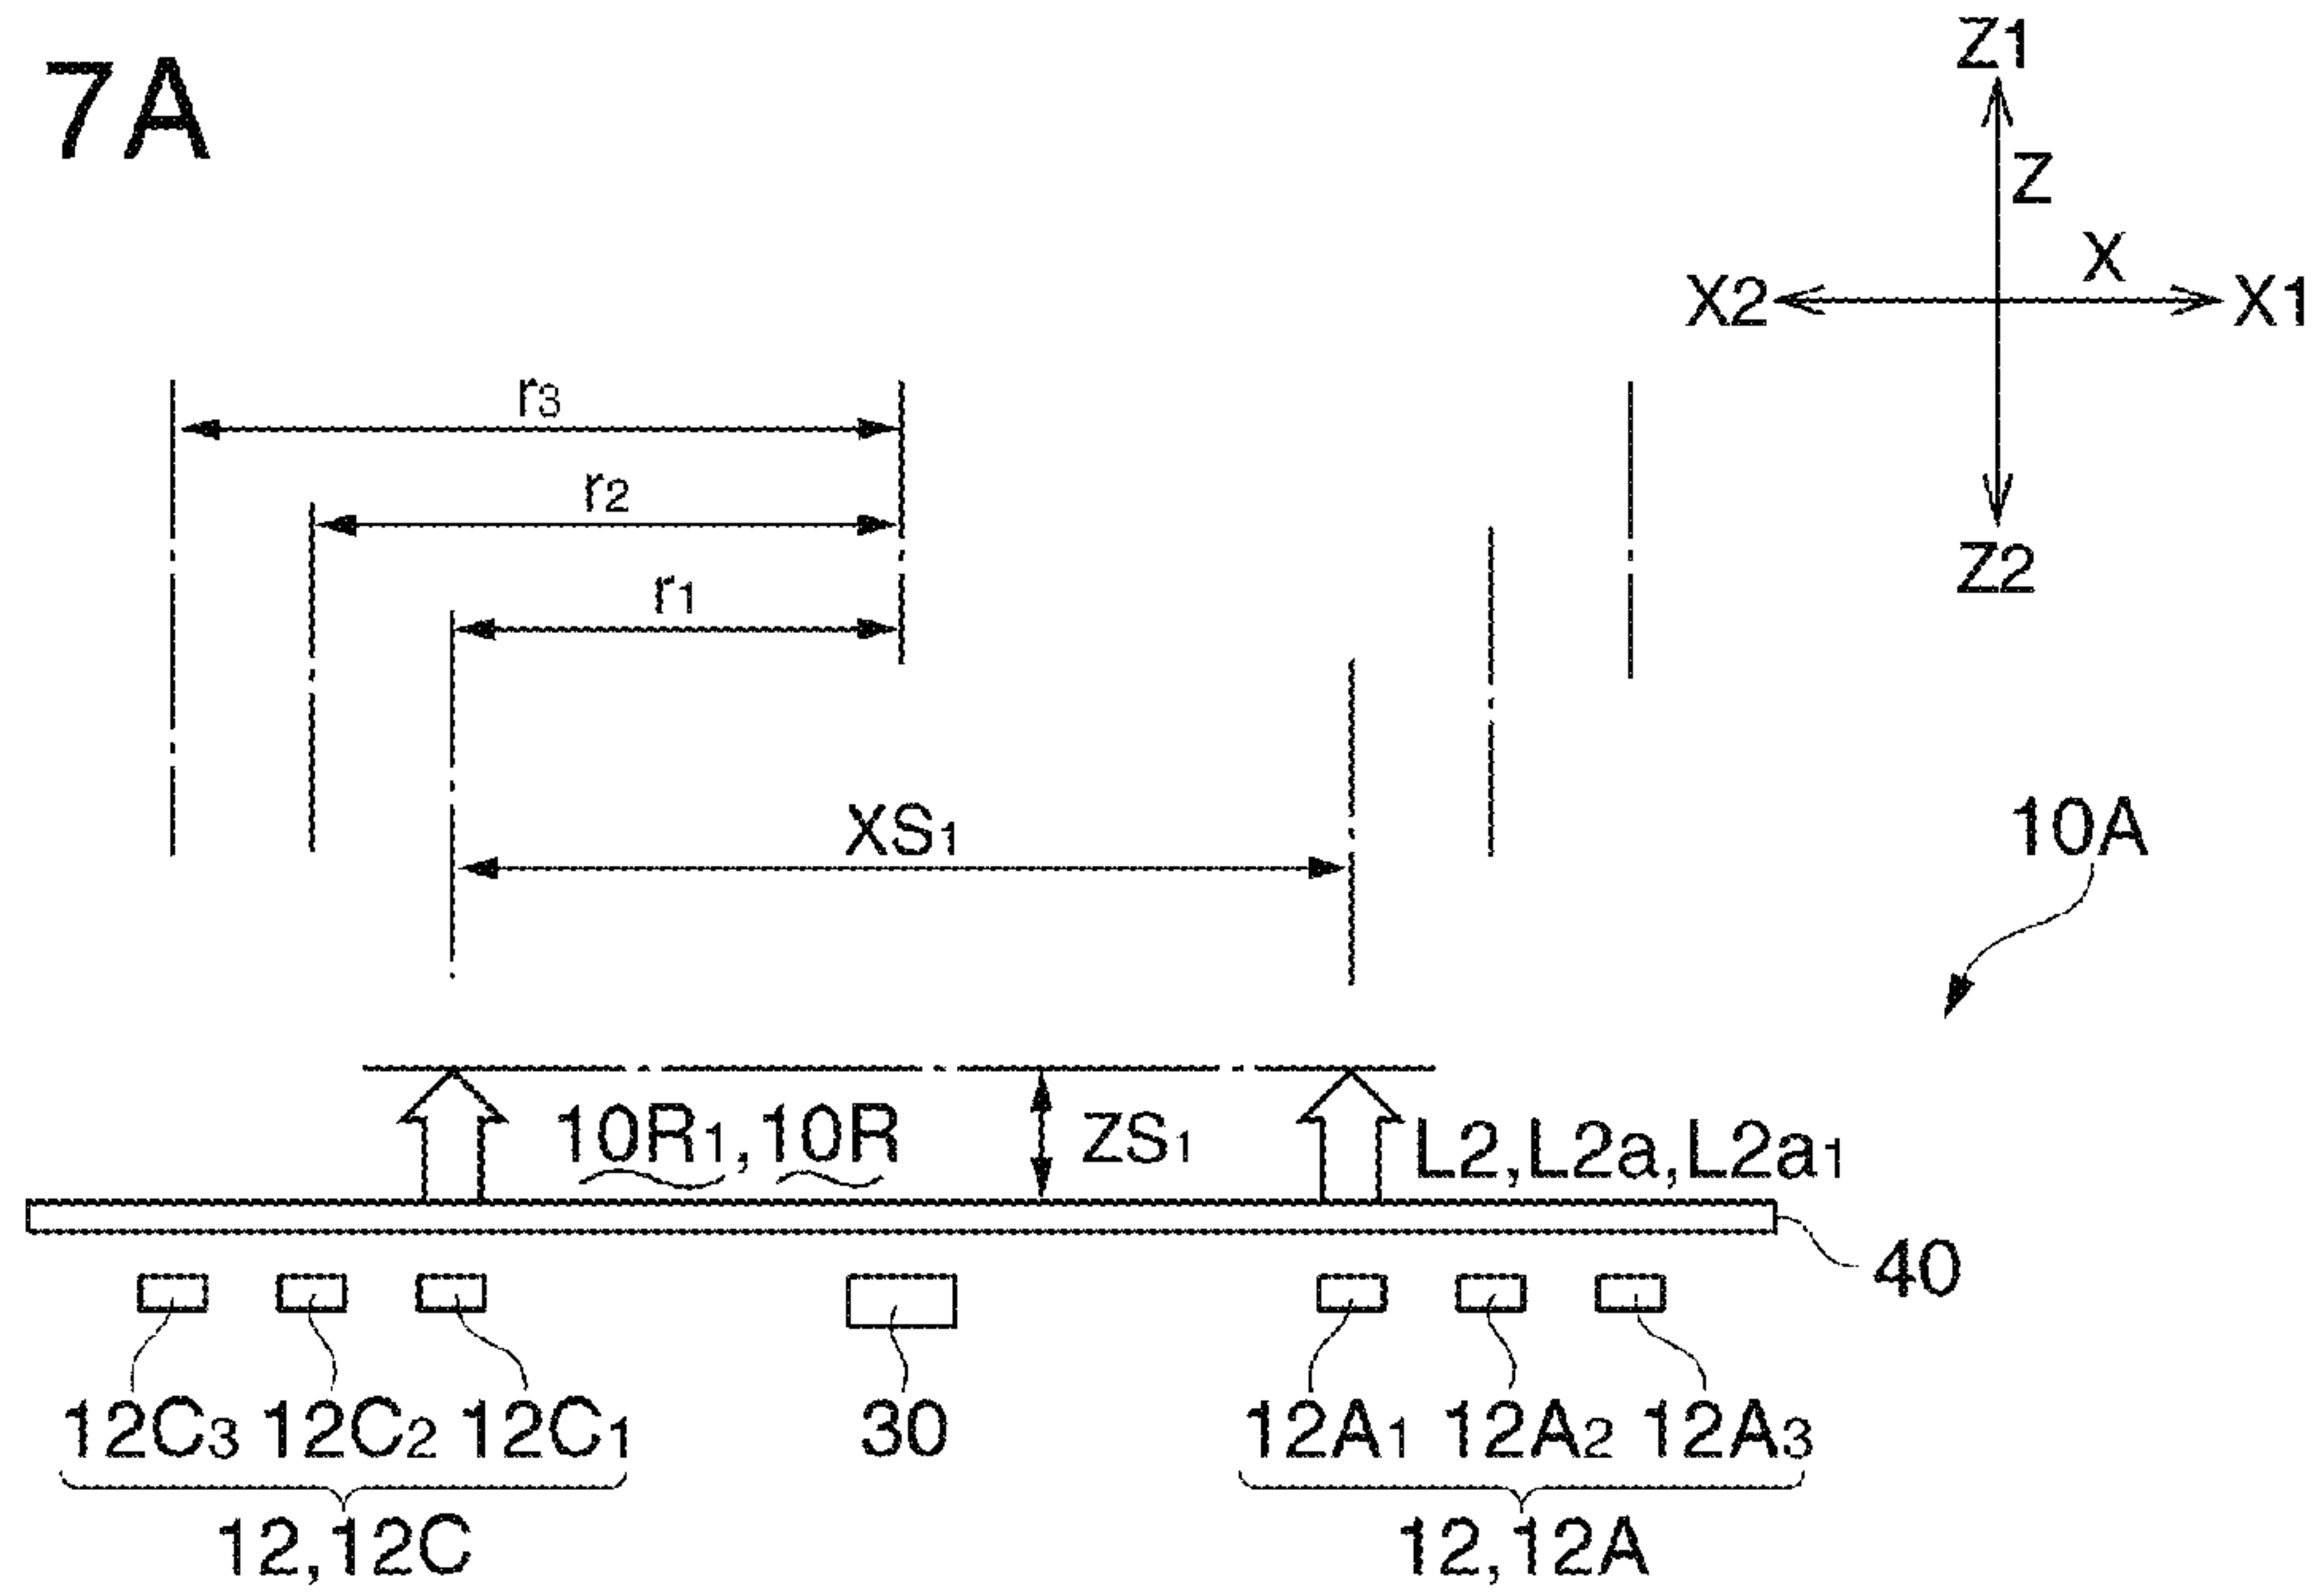 7A
Z1
Z
X
X2
X1
Z2
r3
r2
r1
XS1
10A
10R1, 10R
ZS1
L2, L2a, L2a1
40
12C3 12C2 12C1
30
12A1 12A2 12A3
12, 12C
12, 12A